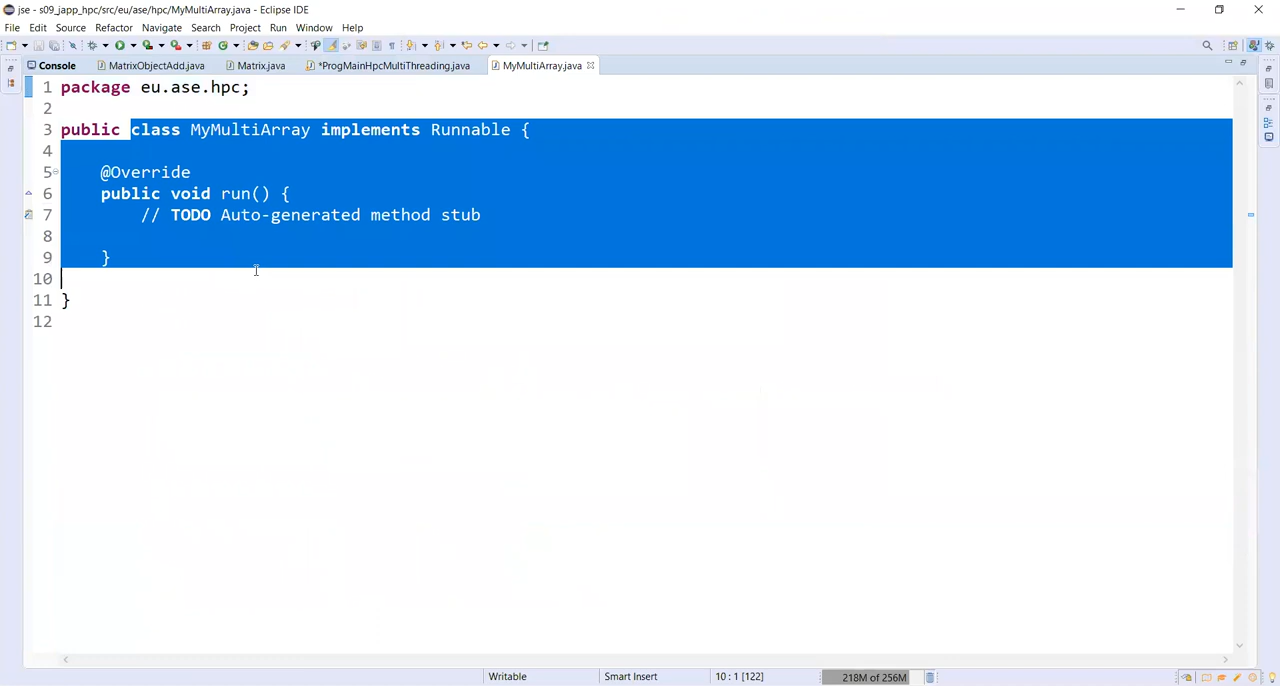 jse - s09_japp_hpc/src/eu/ase/hpc/MyMultiArray.java - Eclipse IDE
File Edit Source Refactor Navigate Search Project Run Window Help
Console MatrixObjectAdd.java Matrix.java *ProgMainHpcMultiThreading.java MyMultiArray.java
1 package eu.ase.hpc;
2
3 public class MyMultiArray implements Runnable {
4
5 @Override
6 public void run() {
7 // TODO Auto-generated method stub
8
9 }
10
11 }
12
Writable Smart Insert 10 : 1 [122] 218M of 256M